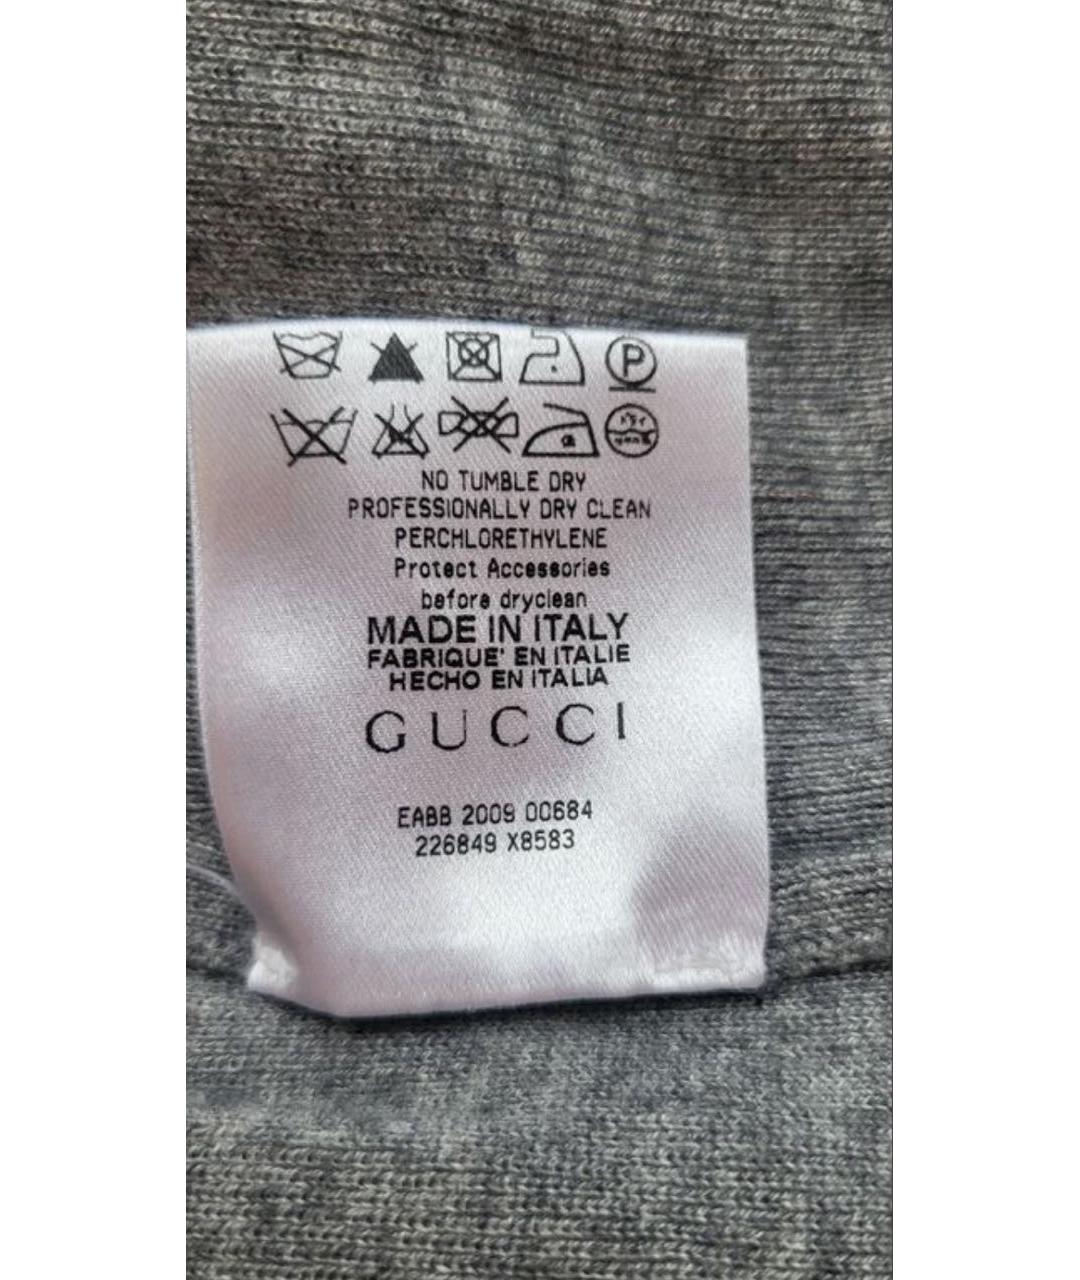 P
NO TUMBLE DRY
PROFESSIONALLY DRY CLEAN
PERCHLORETHYLENE
Protect Accessories
before dryclean
MADE IN ITALY
FABRIQUE' EN ITALIE
HECHO EN ITALIA
GUCCI
EABB 2009 00684
226849 X8583